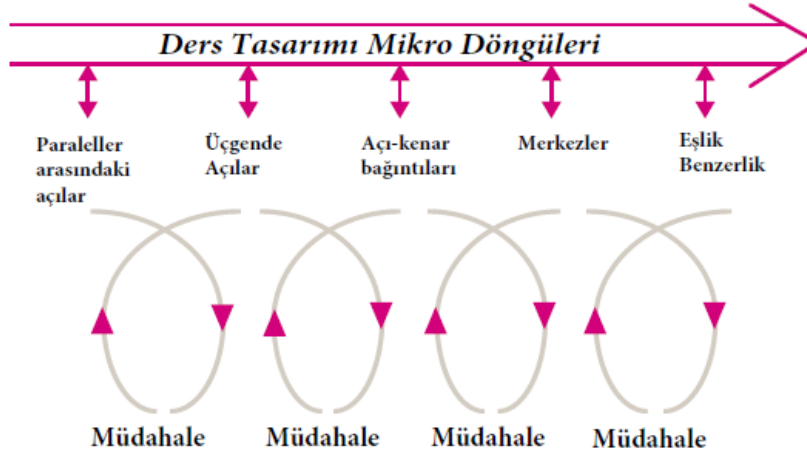 Ders Tasarımı Mikro Döngüleri
Paraleller
arasındaki
açılar
Üçgende
Açılar
Açı-kenar
bağıntıları
Merkezler
Eşlik
Benzerlik
Müdahale
Müdahale
Müdahale
Müdahale